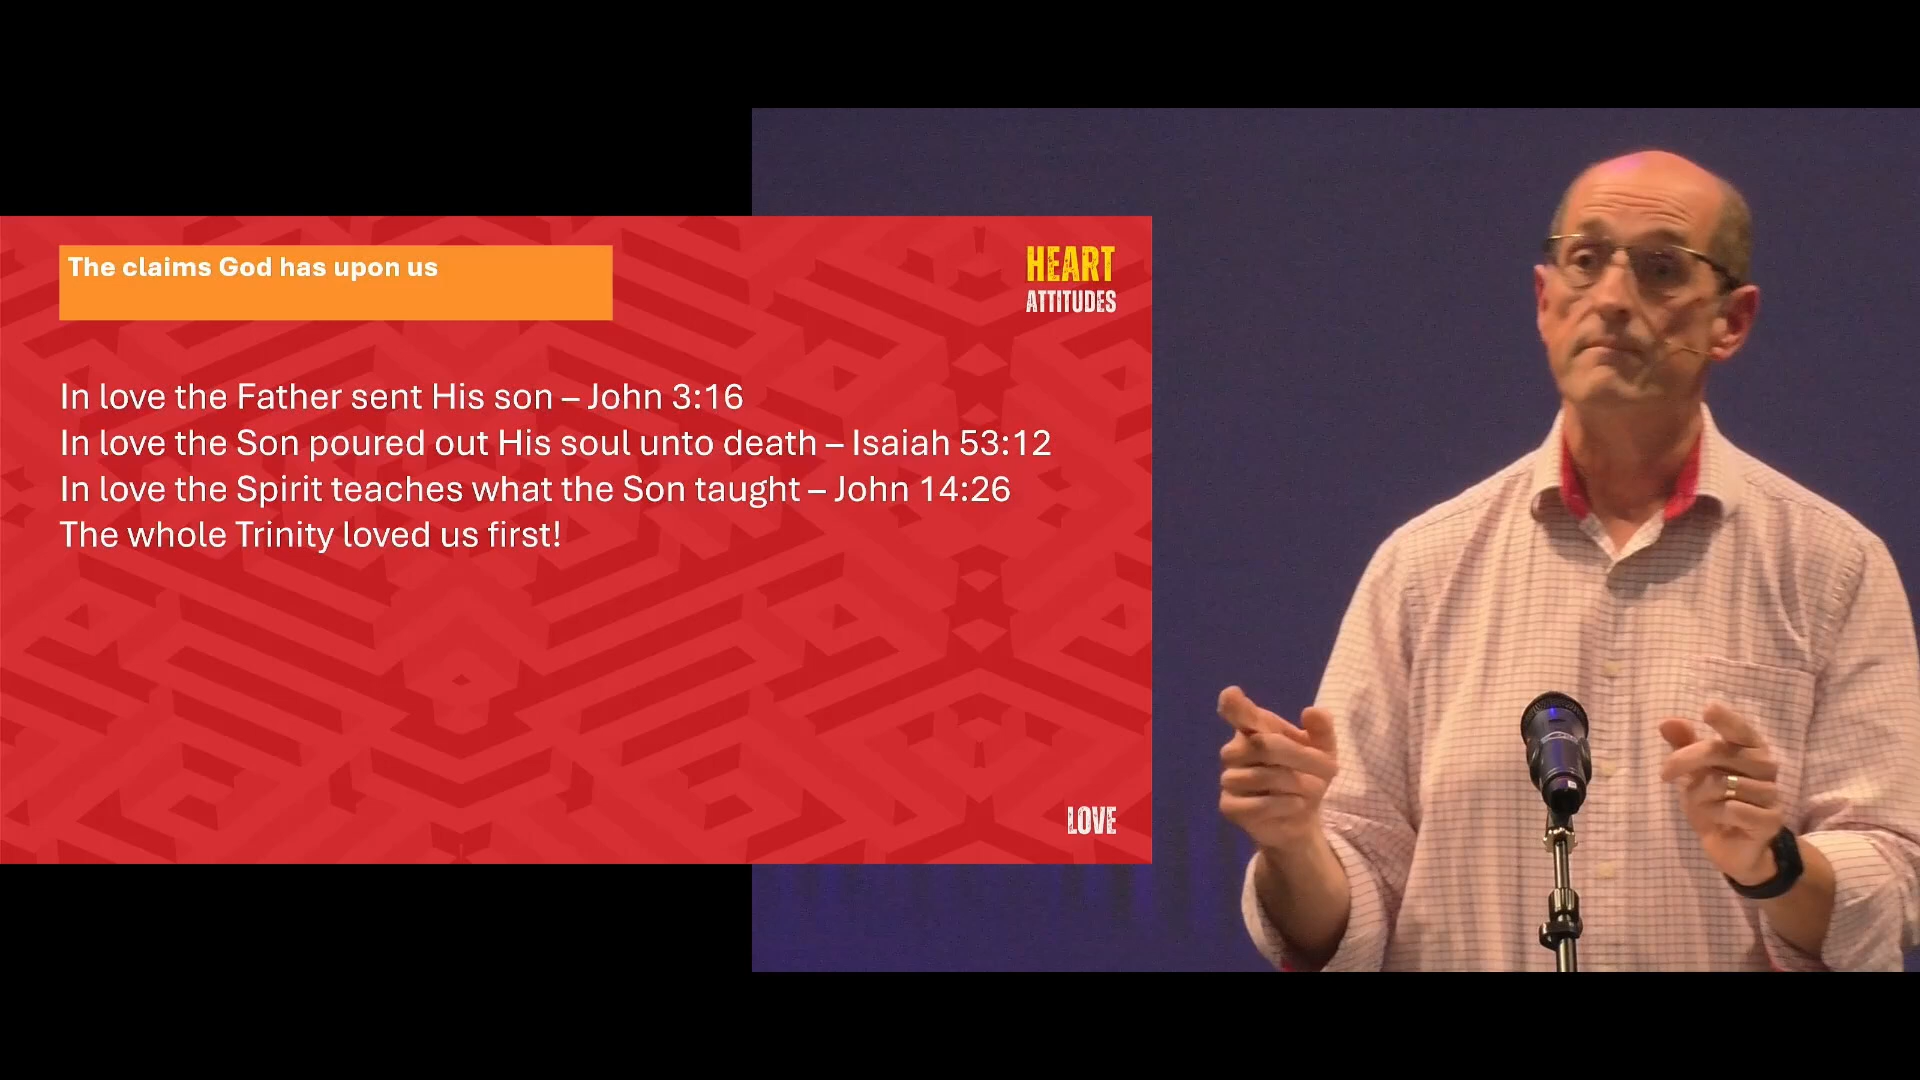 The claims God has upon us
HEART
ATTITUDES
In love the Father sent His son – John 3:16
In love the Son poured out His soul unto death – Isaiah 53:12
In love the Spirit teaches what the Son taught – John 14:26
The whole Trinity loved us first!
LOVE